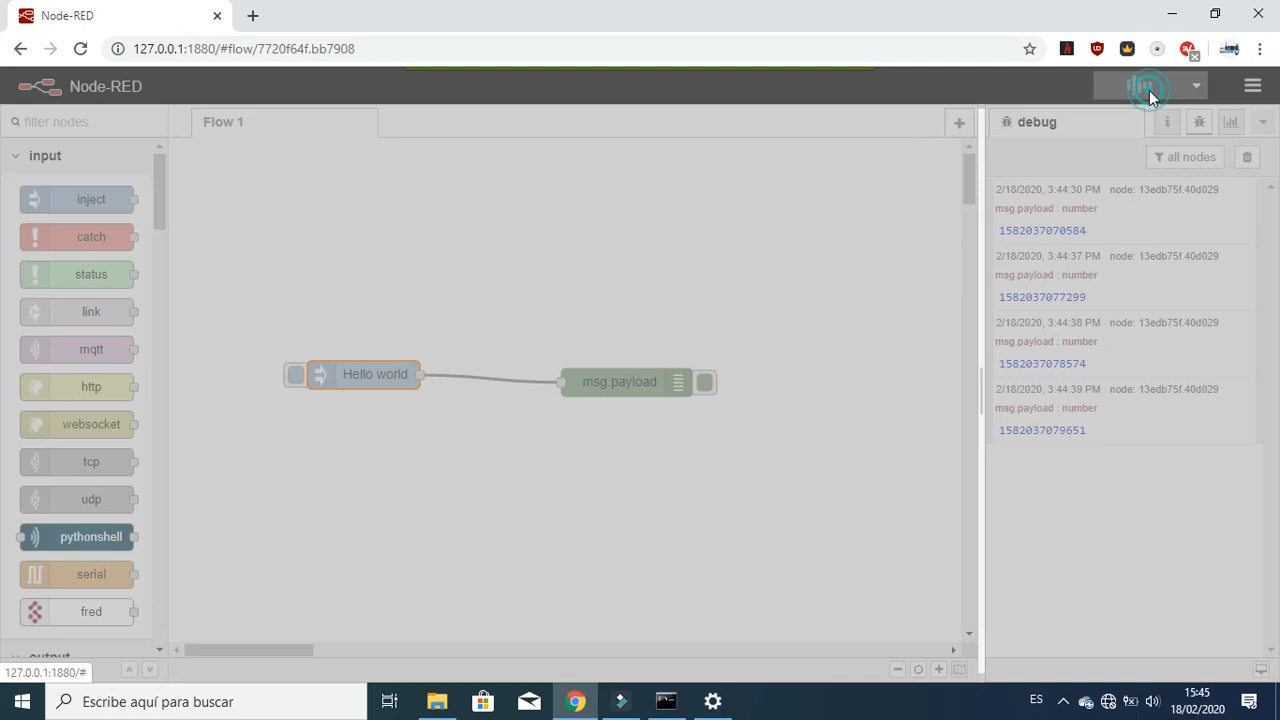 Node-RED
127.0.0.1:1880/#flow/7720f64f.bb7908
Node-RED
filter nodes
Flow 1
debug
input
all nodes
inject
catch
status
link
mqtt
http
websocket
tcp
udp
pythonshell
serial
fred
output
Hello world
msg.payload
2/18/2020, 3:44:30 PM node: 13edb75f.40d029
msg.payload : number
1582037070584
2/18/2020, 3:44:37 PM node: 13edb75f.40d029
msg.payload : number
1582037077299
2/18/2020, 3:44:38 PM node: 13edb75f.40d029
msg.payload : number
1582037078574
2/18/2020, 3:44:39 PM node: 13edb75f.40d029
msg.payload : number
1582037079651
127.0.0.1:1880/#
Escribe aquí para buscar
ES
15:45
18/02/2020